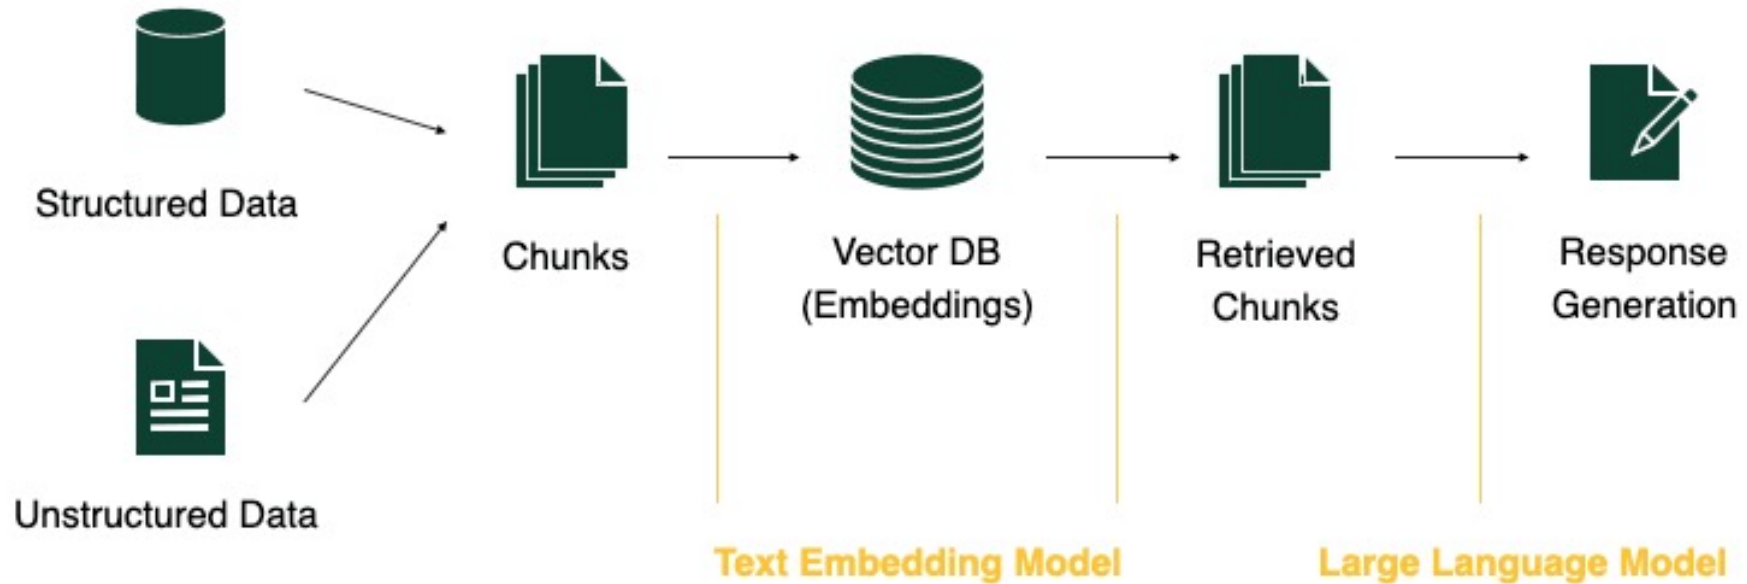 Structured Data
Unstructured Data
Chunks
Vector DB
(Embeddings)
Retrieved
Chunks
Response
Generation
Text Embedding Model
Large Language Model